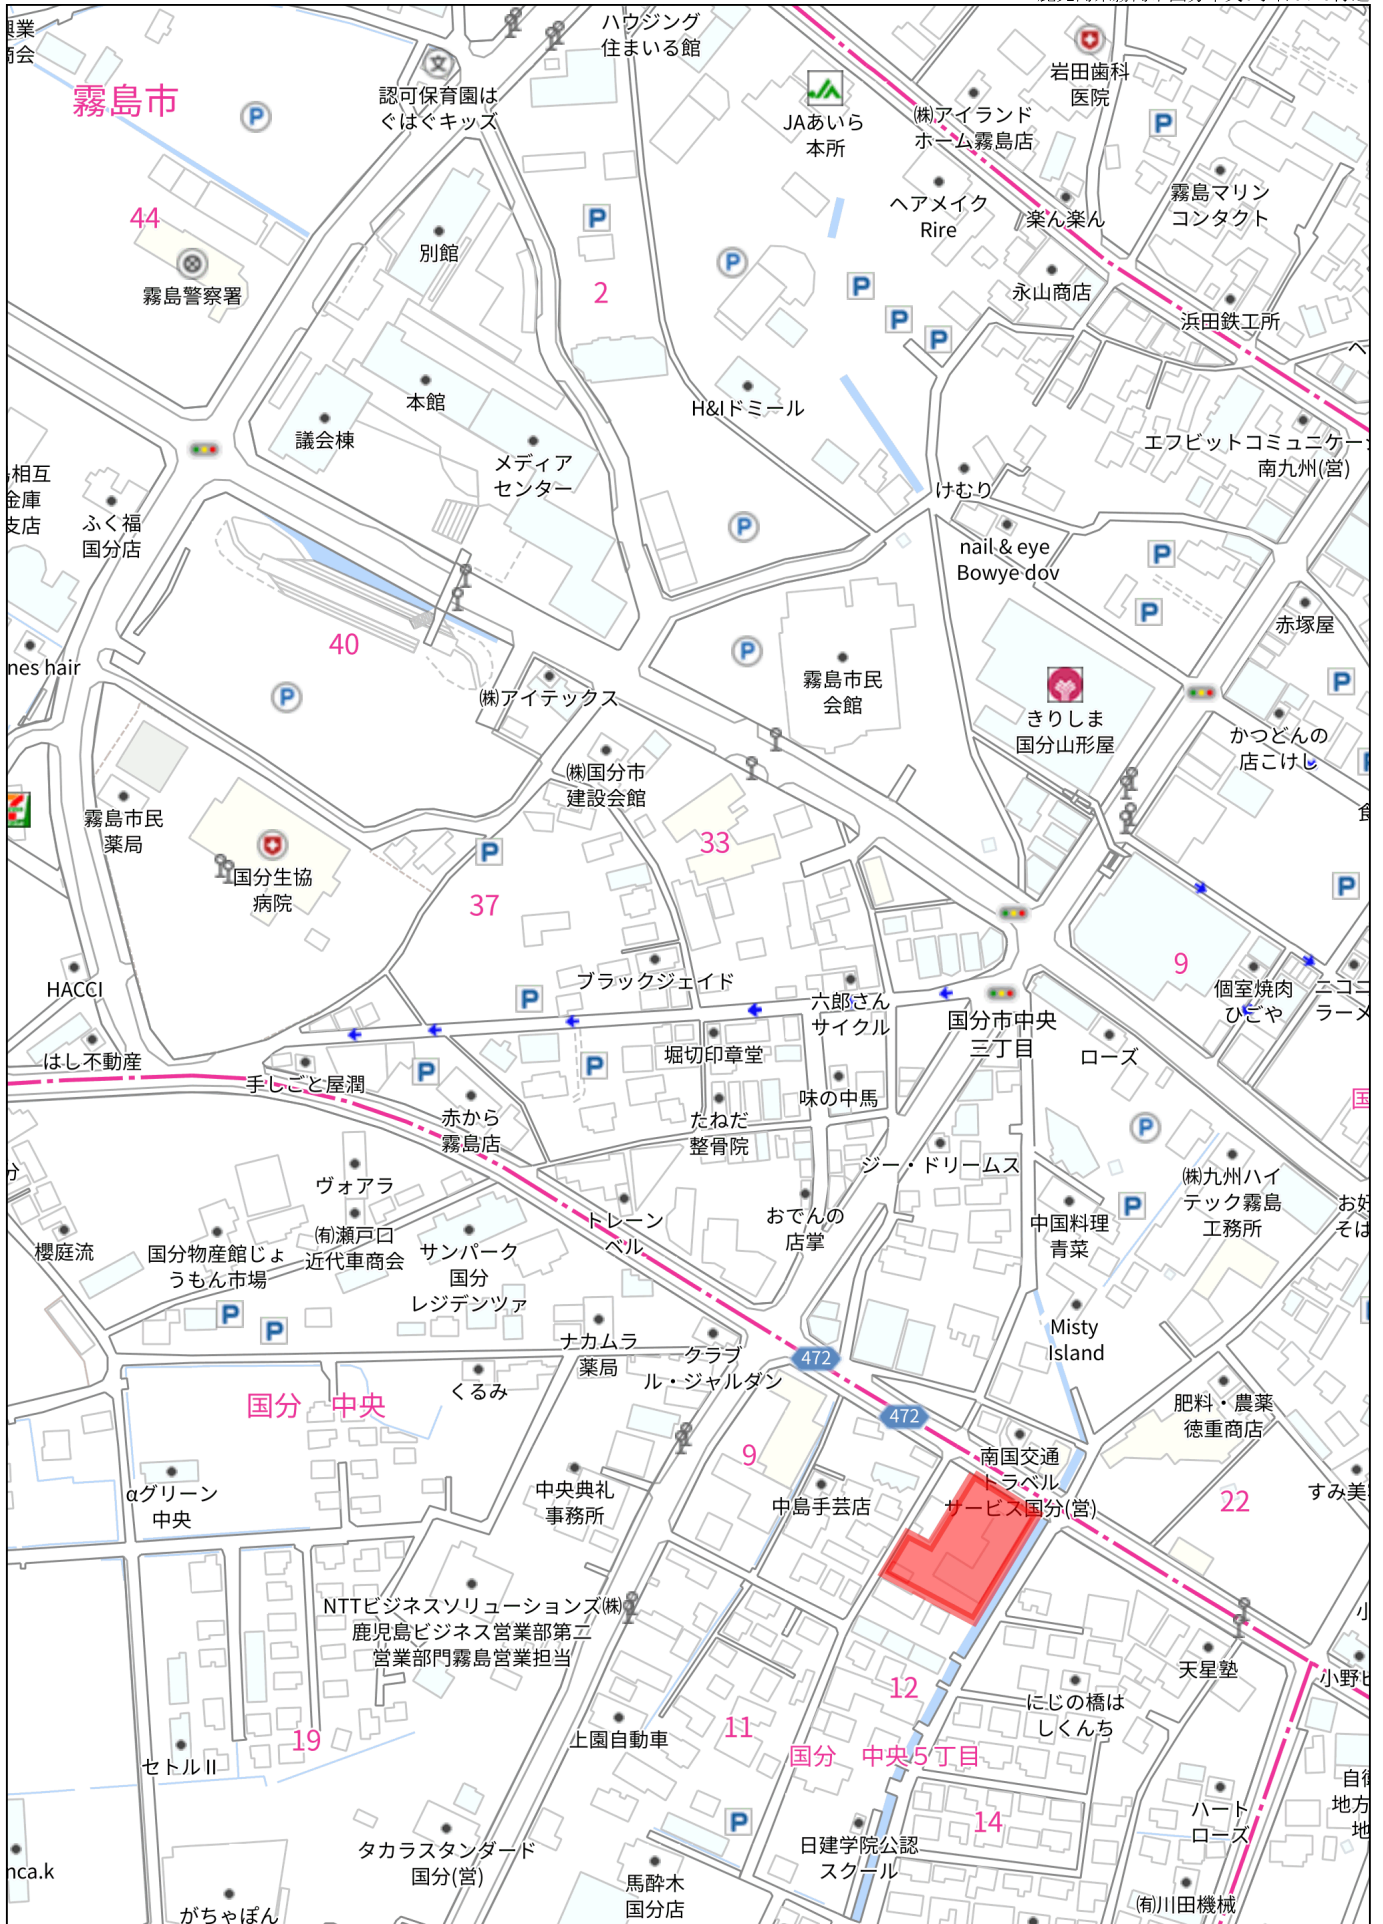 ハウジング
住まいる館
岩田歯科
医院
霧島市
認可保育園は
ぐはぐキッズ
JAあいら
本所
㈱アイランド
ホーム霧島店
霧島マリン
コンタクト
ヘアメイク
Rire
楽ん楽ん
44
別館
霧島警察署
2
永山商店
浜田鉄工所
本館
議会棟
H&Iドミール
メディア
センター
エフビットコミュニケー
南九州(営)
相互
金庫
支店
ふく福
国分店
けむり
nail & eye
Bowye dov
赤塚屋
40
nes hair
㈱アイテックス
霧島市民
会館
きりしま
国分山形屋
かつどんの
店こけし
㈱国分市
建設会館
霧島市民
薬局
33
国分生協
病院
37
9
HACCI
ブラックジェイド
六郎さん
サイクル
個室焼肉
ひごや
ニコニ
ラーメ
国分市中央
三丁目
はし不動産
手しごと屋潤
堀切印章堂
ローズ
味の中馬
赤から
霧島店
たねだ
整骨院
ジー・ドリームス
ヴォアラ
㈱九州ハイ
テック霧島
工務所
トレーン
ベル
おでんの
店堂
中国料理
青菜
お好
そは
櫻庭流
国分物産館じょ
うもん市場
㈲瀬戸口
近代車商会
サンパーク
国分
レジデンツァ
Misty
Island
ナカムラ
薬局
クラブ
ル・ジャルダン
472
くるみ
国分　中央
472
肥料・農薬
徳重商店
9
南国交通
トラベル
サービス国分(営)
αグリーン
中央
中央典礼
事務所
中島手芸店
22
すみ美
NTTビジネスソリューションズ㈱
鹿児島ビジネス営業部第二
営業部門霧島営業担当
天星塾
小野ビ
12
にじの橋は
しくんち
11
上園自動車
19
国分　中央５丁目
セトルⅡ
自衛
地方
地
ハート
ローズ
14
日建学院公認
スクール
タカラスタンダード
国分(営)
nca.k
馬酔木
国分店
㈲川田機械
がちゃぽん